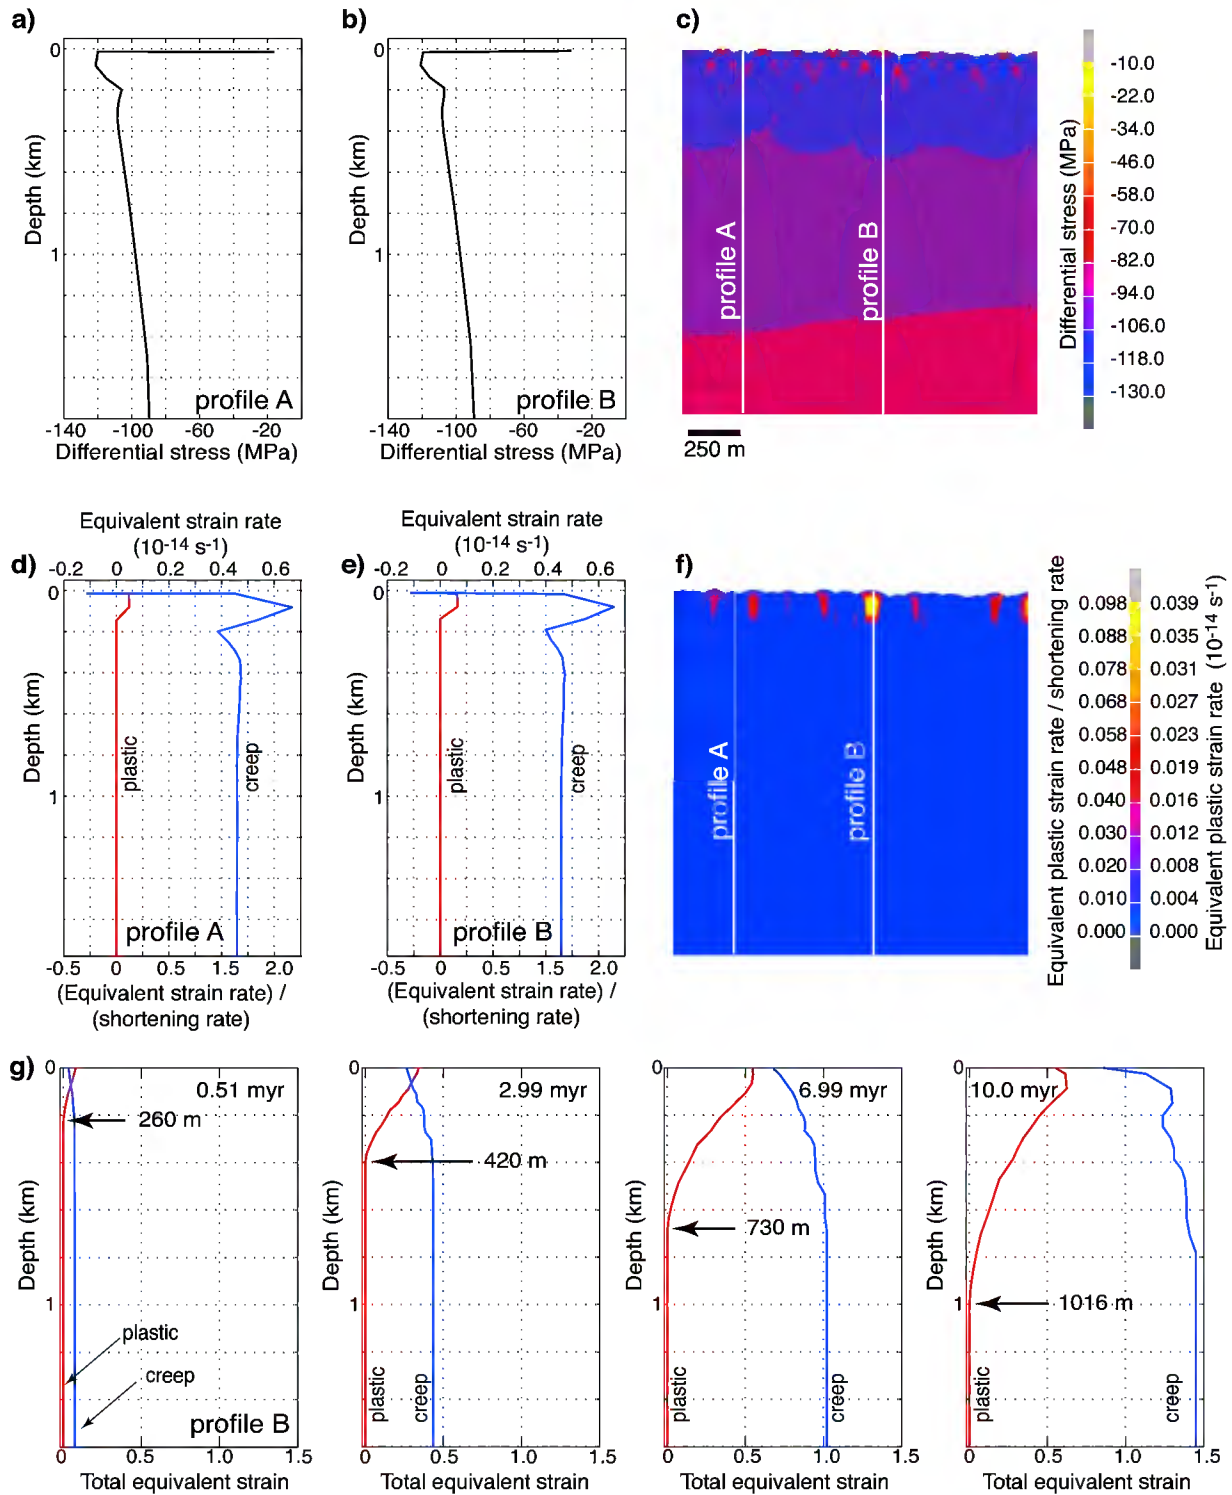 a)
0
1
Depth (km)
profile A
-140 -100 -60 -20
Differential stress (MPa)
b)
0
1
Depth (km)
profile B
-140 -100 -60 -20
Differential stress (MPa)
c)
profile A
profile B
250 m
Differential stress (MPa)
-10.0
-22.0
-34.0
-46.0
-58.0
-70.0
-82.0
-94.0
-106.0
-118.0
-130.0
Equivalent strain rate
(10-14 s-1)
d)
-0.2 0 0.2 0.4 0.6
0
1
Depth (km)
plastic
creep
profile A
-0.5 0 0.5 1.5 2.0
(Equivalent strain rate) /
(shortening rate)
Equivalent strain rate
(10-14 s-1)
e)
-0.2 0 0.2 0.4 0.6
0
1
Depth (km)
plastic
creep
profile B
-0.5 0 0.5 1.5 2.0
(Equivalent strain rate) /
(shortening rate)
f)
profile A
profile B
Equivalent plastic strain rate / shortening rate
0.098 0.039
0.088 0.035
0.078 0.031
0.068 0.027
0.058 0.023
0.048 0.019
0.040 0.016
0.030 0.012
0.020 0.008
0.010 0.004
0.000 0.000
Equivalent plastic strain rate (10-14 s-1)
g)
0
1
Depth (km)
0.51 myr
260 m
plastic
creep
profile B
0 0.5 1.0 1.5
Total equivalent strain
0
1
Depth (km)
2.99 myr
420 m
plastic
creep
0 0.5 1.0 1.5
Total equivalent strain
0
1
Depth (km)
6.99 myr
730 m
plastic
creep
0 0.5 1.0 1.5
Total equivalent strain
0
1
Depth (km)
10.0 myr
1016 m
plastic
creep
0 0.5 1.0 1.5
Total equivalent strain